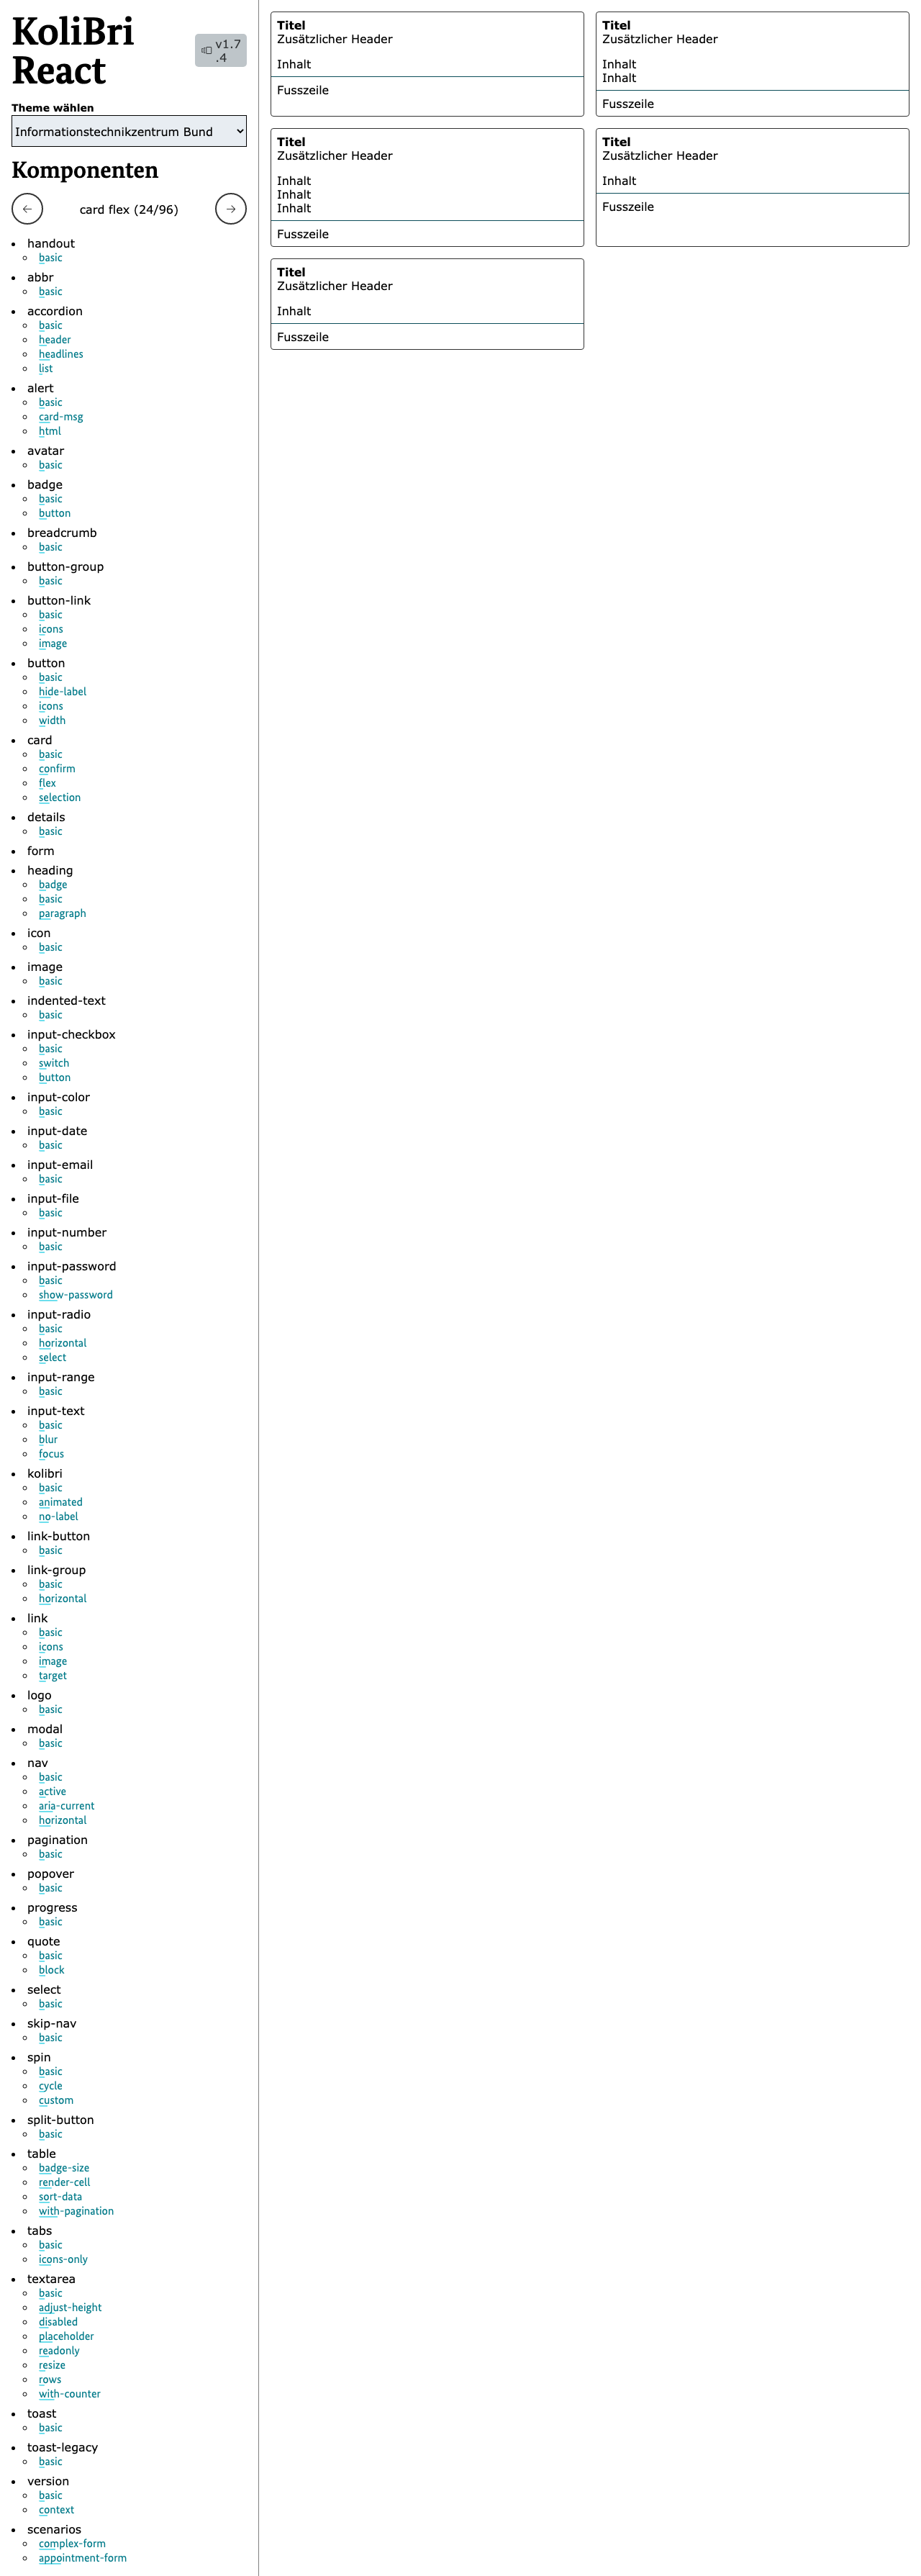 KoliBri
React
v1.7
.4
Theme wählen
Informationstechnikzentrum Bund
Komponenten
card flex (24/96)
handout
basic
abbr
basic
accordion
basic
header
headlines
list
alert
basic
card-msg
html
avatar
basic
badge
basic
button
breadcrumb
basic
button-group
basic
button-link
basic
icons
image
button
basic
hide-label
icons
width
card
basic
confirm
flex
selection
details
basic
form
heading
badge
basic
paragraph
icon
basic
image
basic
indented-text
basic
input-checkbox
basic
switch
button
input-color
basic
input-date
basic
input-email
basic
input-file
basic
input-number
basic
input-password
basic
show-password
input-radio
basic
horizontal
select
input-range
basic
input-text
basic
blur
focus
kolibri
basic
animated
no-label
link-button
basic
link-group
basic
horizontal
link
basic
icons
image
target
logo
basic
modal
basic
nav
basic
active
aria-current
horizontal
pagination
basic
popover
basic
progress
basic
quote
basic
block
select
basic
skip-nav
basic
spin
basic
cycle
custom
split-button
basic
table
badge-size
render-cell
sort-data
with-pagination
tabs
basic
icons-only
textarea
basic
adjust-height
disabled
placeholder
readonly
resize
rows
with-counter
toast
basic
toast-legacy
basic
version
basic
context
scenarios
complex-form
appointment-form
Titel
Zusätzlicher Header
Inhalt
Fusszeile
Titel
Zusätzlicher Header
Inhalt
Inhalt
Fusszeile
Titel
Zusätzlicher Header
Inhalt
Inhalt
Inhalt
Fusszeile
Titel
Zusätzlicher Header
Inhalt
Fusszeile
Titel
Zusätzlicher Header
Inhalt
Fusszeile